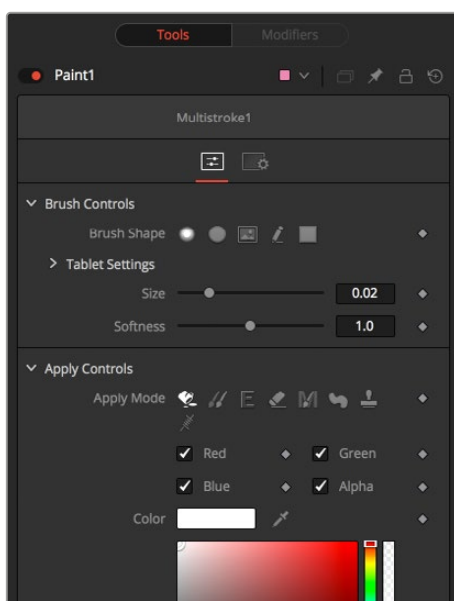 Tools Modifiers
Paint1
Multistroke1
Brush Controls
Brush Shape
Tablet Settings
Size 0.02
Softness 1.0
Apply Controls
Apply Mode
Red Green
Blue Alpha
Color